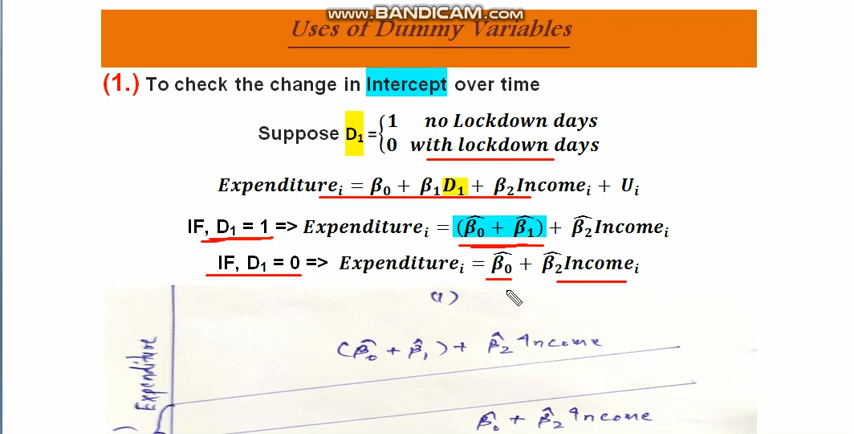 WWW.BANDICAM.COM
Uses of Dummy Variables
(1.) To check the change in Intercept over time
Suppose D₁ = { 1 no Lockdown days
0 with lockdown days
Expenditureᵢ = β₀ + β₁D₁ + β₂Incomeᵢ + Uᵢ
IF, D₁ = 1 => Expenditureᵢ = (β̂₀ + β̂₁) + β̂₂Incomeᵢ
IF, D₁ = 0 => Expenditureᵢ = β̂₀ + β̂₂Incomeᵢ
(1)
(β̂₀ + β̂₁) + β̂₂ Income
Expenditure
β̂₀ + β̂₂ Income